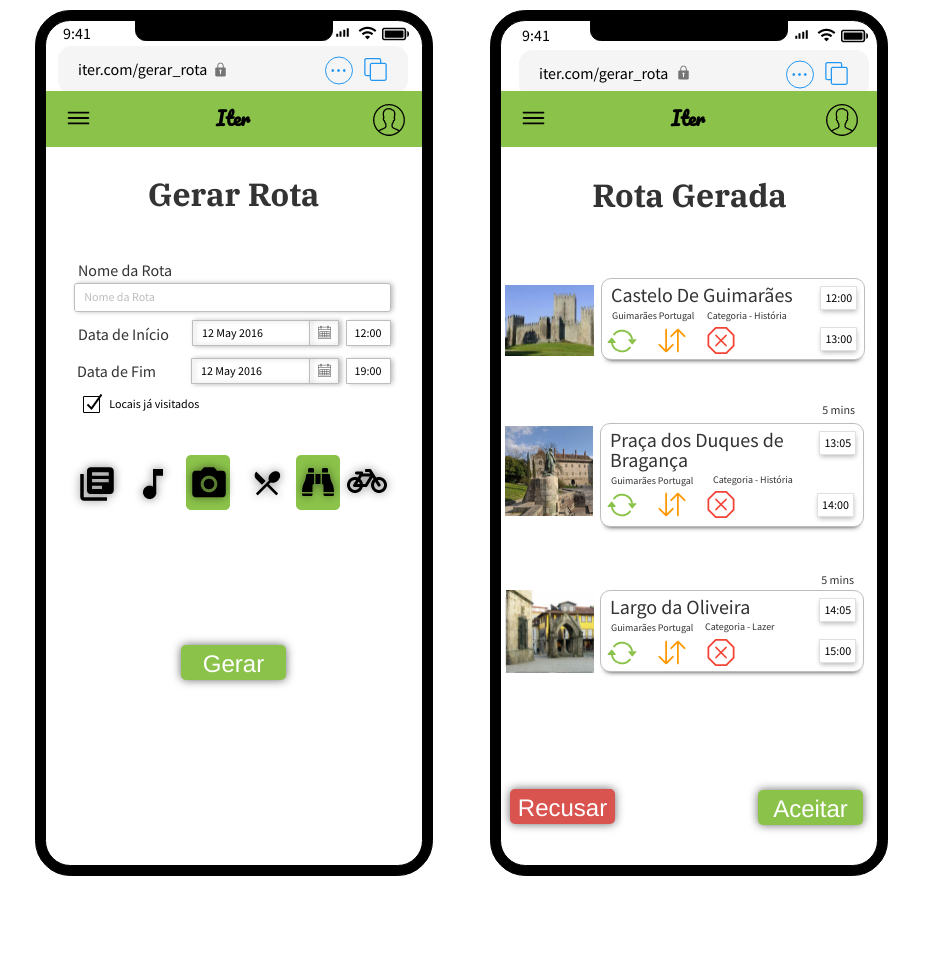 9:41
iter.com/gerar_rota
Iter
Gerar Rota
Nome da Rota
Nome da Rota
Data de Início 12 May 2016 12:00
Data de Fim 12 May 2016 19:00
Locais já visitados
Gerar
9:41
iter.com/gerar_rota
Iter
Rota Gerada
Castelo De Guimarães 12:00
Guimarães Portugal Categoria - História
13:00
5 mins
Praça dos Duques de 13:05
Bragança
Guimarães Portugal Categoria - História
14:00
5 mins
Largo da Oliveira 14:05
Guimarães Portugal Categoria - Lazer
15:00
Recusar Aceitar